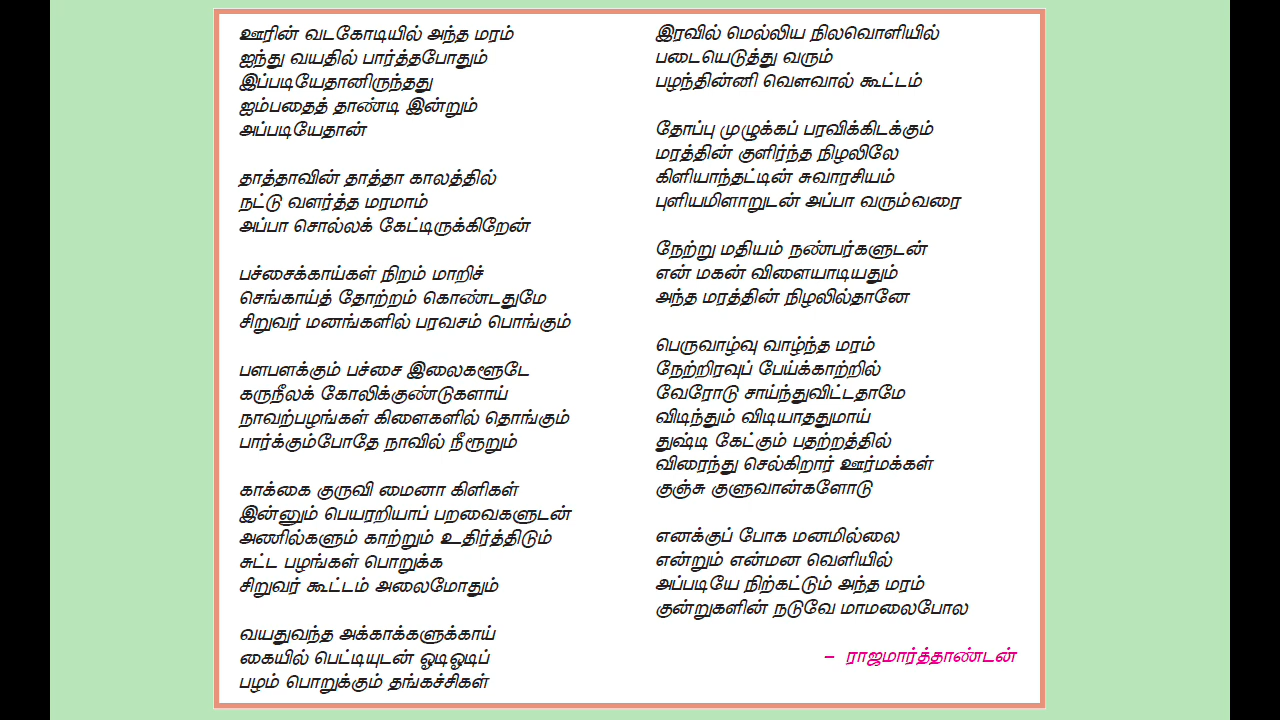 ஊரின் வடகோடியில் அந்த மரம்
ஐந்து வயதில் பார்த்தபோதும்
இப்படியேதானிருந்தது
ஐம்பதைத் தாண்டி இன்றும்
அப்படியேதான்

தாத்தாவின் தாத்தா காலத்தில்
நட்டு வளர்த்த மரமாம்
அப்பா சொல்லக் கேட்டிருக்கிறேன்

பச்சைக்காய்கள் நிறம் மாறிச்
செங்காய்த் தோற்றம் கொண்டதுமே
சிறுவர் மனங்களில் பரவசம் பொங்கும்

பளபளக்கும் பச்சை இலைகளூடே
கருநீலக் கோலிக்குண்டுகளாய்
நாவற்பழங்கள் கிளைகளில் தொங்கும்
பார்க்கும்போதே நாவில் நீரூறும்

காக்கை குருவி மைனா கிளிகள்
இன்னும் பெயரறியாப் பறவைகளுடன்
அணில்களும் காற்றும் உதிர்த்திடும்
சுட்ட பழங்கள் பொறுக்க
சிறுவர் கூட்டம் அலைமோதும்

வயதுவந்த அக்காக்களுக்காய்
கையில் பெட்டியுடன் ஓடிஓடிப்
பழம் பொறுக்கும் தங்கச்சிகள்

இரவில் மெல்லிய நிலவொளியில்
படையெடுத்து வரும்
பழந்தின்னி வெளவால் கூட்டம்

தோப்பு முழுக்கப் பரவிக்கிடக்கும்
மரத்தின் குளிர்ந்த நிழலிலே
கிளியாந்தட்டின் சுவாரசியம்
புளியமிளாறுடன் அப்பா வரும்வரை

நேற்று மதியம் நண்பர்களுடன்
என் மகன் விளையாடியதும்
அந்த மரத்தின் நிழலில்தானே

பெருவாழ்வு வாழ்ந்த மரம்
நேற்றிரவுப் பேய்க்காற்றில்
வேரோடு சாய்ந்துவிட்டதாமே
விடிந்தும் விடியாததுமாய்
துஷ்டி கேட்கும் பதற்றத்தில்
விரைந்து செல்கிறார் ஊர்மக்கள்
குஞ்சு குளுவான்களோடு

எனக்குப் போக மனமில்லை
என்றும் என்மன வெளியில்
அப்படியே நிற்கட்டும் அந்த மரம்
குன்றுகளின் நடுவே மாமலைபோல

– ராஜமார்த்தாண்டன்